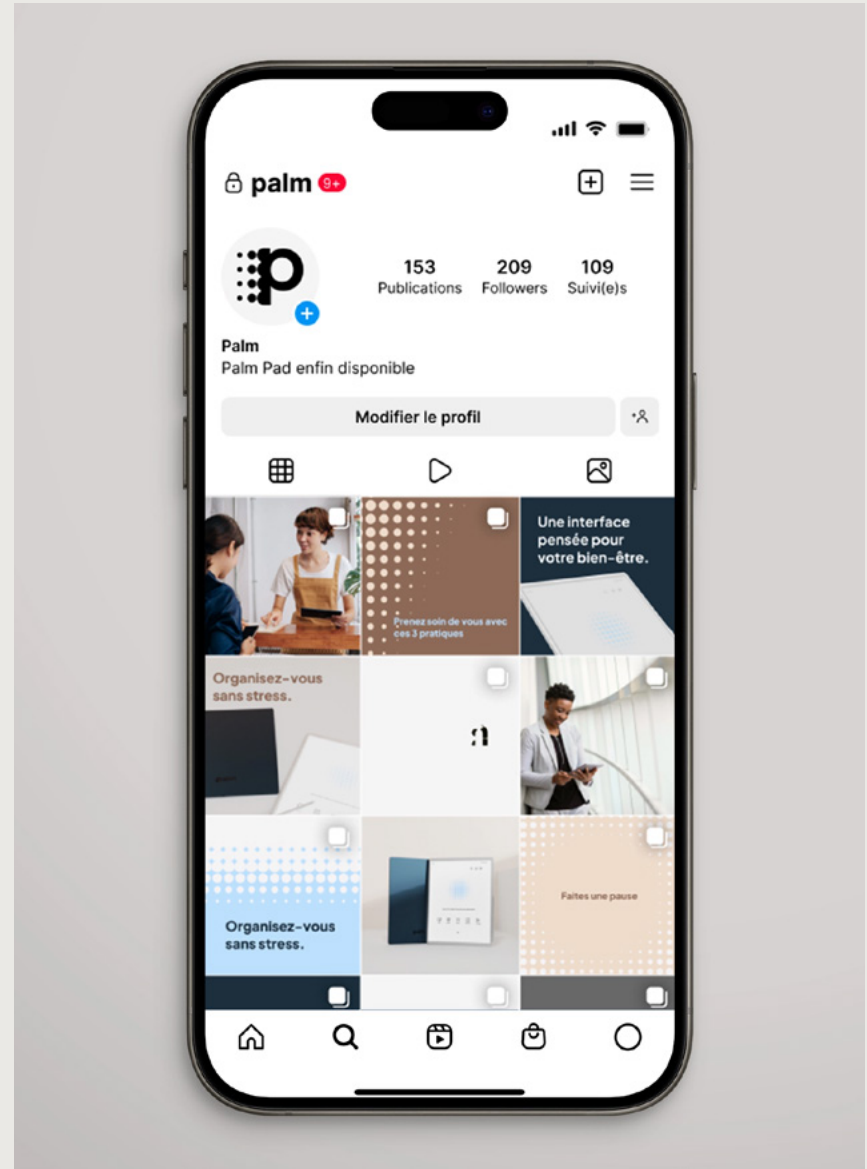 palm 9+
p
153 209 109
Publications Followers Suivi(e)s
Palm
Palm Pad enfin disponible
Modifier le profil
Une interface
pensée pour
votre bien-être.
Prenez soin de vous avec
ces 3 pratiques
Organisez-vous
sans stress.
Organisez-vous
sans stress.
Faites une pause